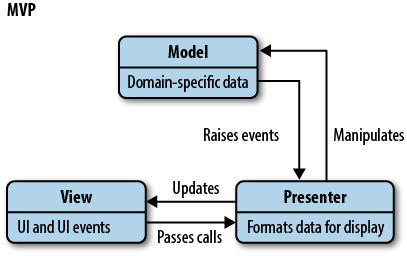 MVP
Model
Domain-specific data
Raises events
Manipulates
View
UI and UI events
Updates
Passes calls
Presenter
Formats data for display